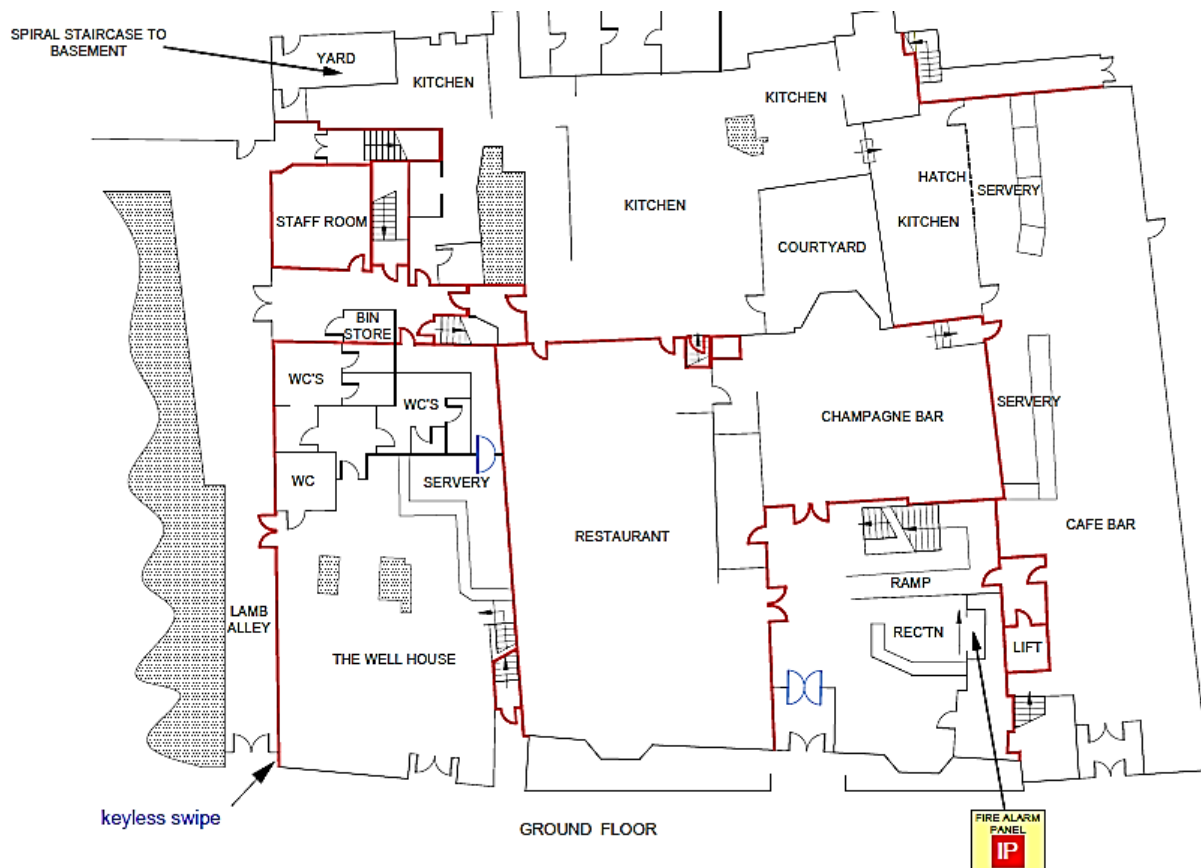 SPIRAL STAIRCASE TO
BASEMENT
YARD
KITCHEN
KITCHEN
HATCH
SERVERY
KITCHEN
KITCHEN
STAFF ROOM
COURTYARD
BIN
STORE
WC'S
WC'S
CHAMPAGNE BAR
SERVERY
SERVERY
WC
RESTAURANT
CAFE BAR
RAMP
LAMB
ALLEY
REC'TN
LIFT
THE WELL HOUSE
keyless swipe
GROUND FLOOR
FIRE ALARM
PANEL
IP